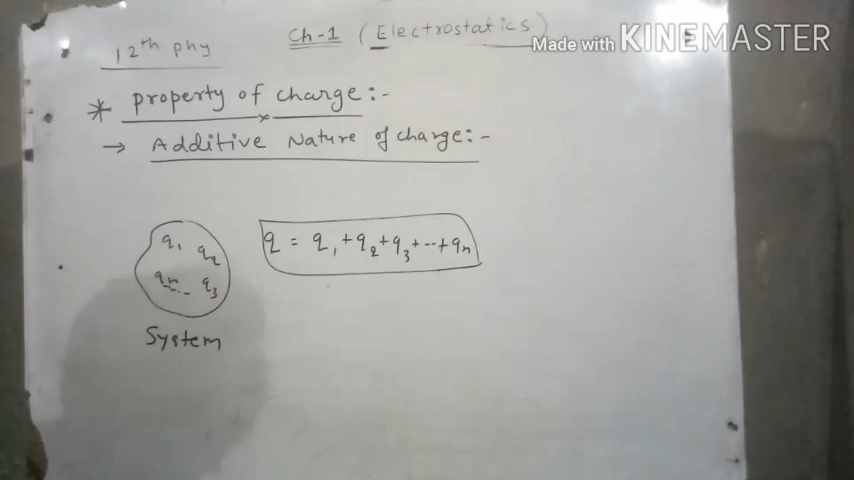 12th phy
Ch-1 (Electrostatics)
Made with KINEMASTER
* property of charge:-
→ Additive Nature of charge:-
q = q₁+q₂+q₃+--+qn
q₁ q₂
qn q₃
System